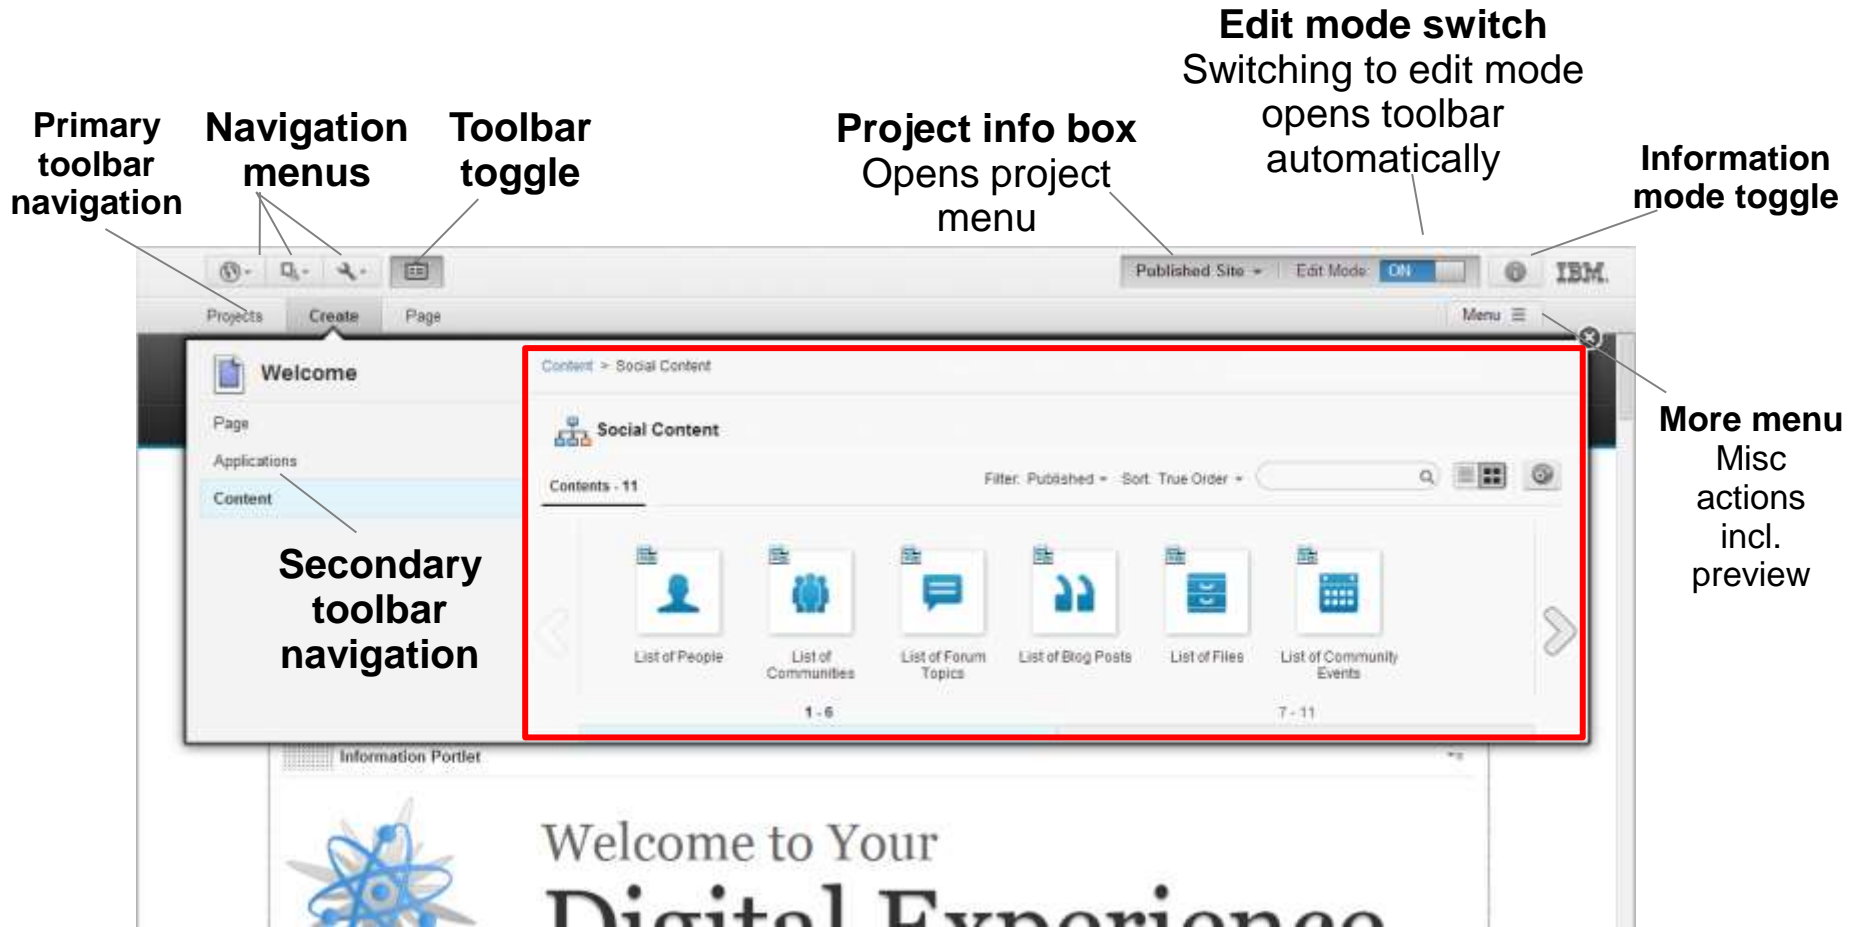 Edit mode switch
Switching to edit mode
opens toolbar
automatically
Primary
toolbar
navigation
Navigation
menus
Toolbar
toggle
Project info box
Opens project
menu
Information
mode toggle
Published Site
Edit Mode: ON
IBM.
Projects
Create
Page
Menu
Welcome
Page
Applications
Content
Secondary
toolbar
navigation
Content > Social Content
Social Content
Contents - 11
Filter: Published
Sort: True Order
List of People
List of
Communities
List of Forum
Topics
List of Blog Posts
List of Files
List of Community
Events
1 - 6
7 - 11
More menu
Misc
actions
incl.
preview
Information Portlet
Welcome to Your
Digital Experience